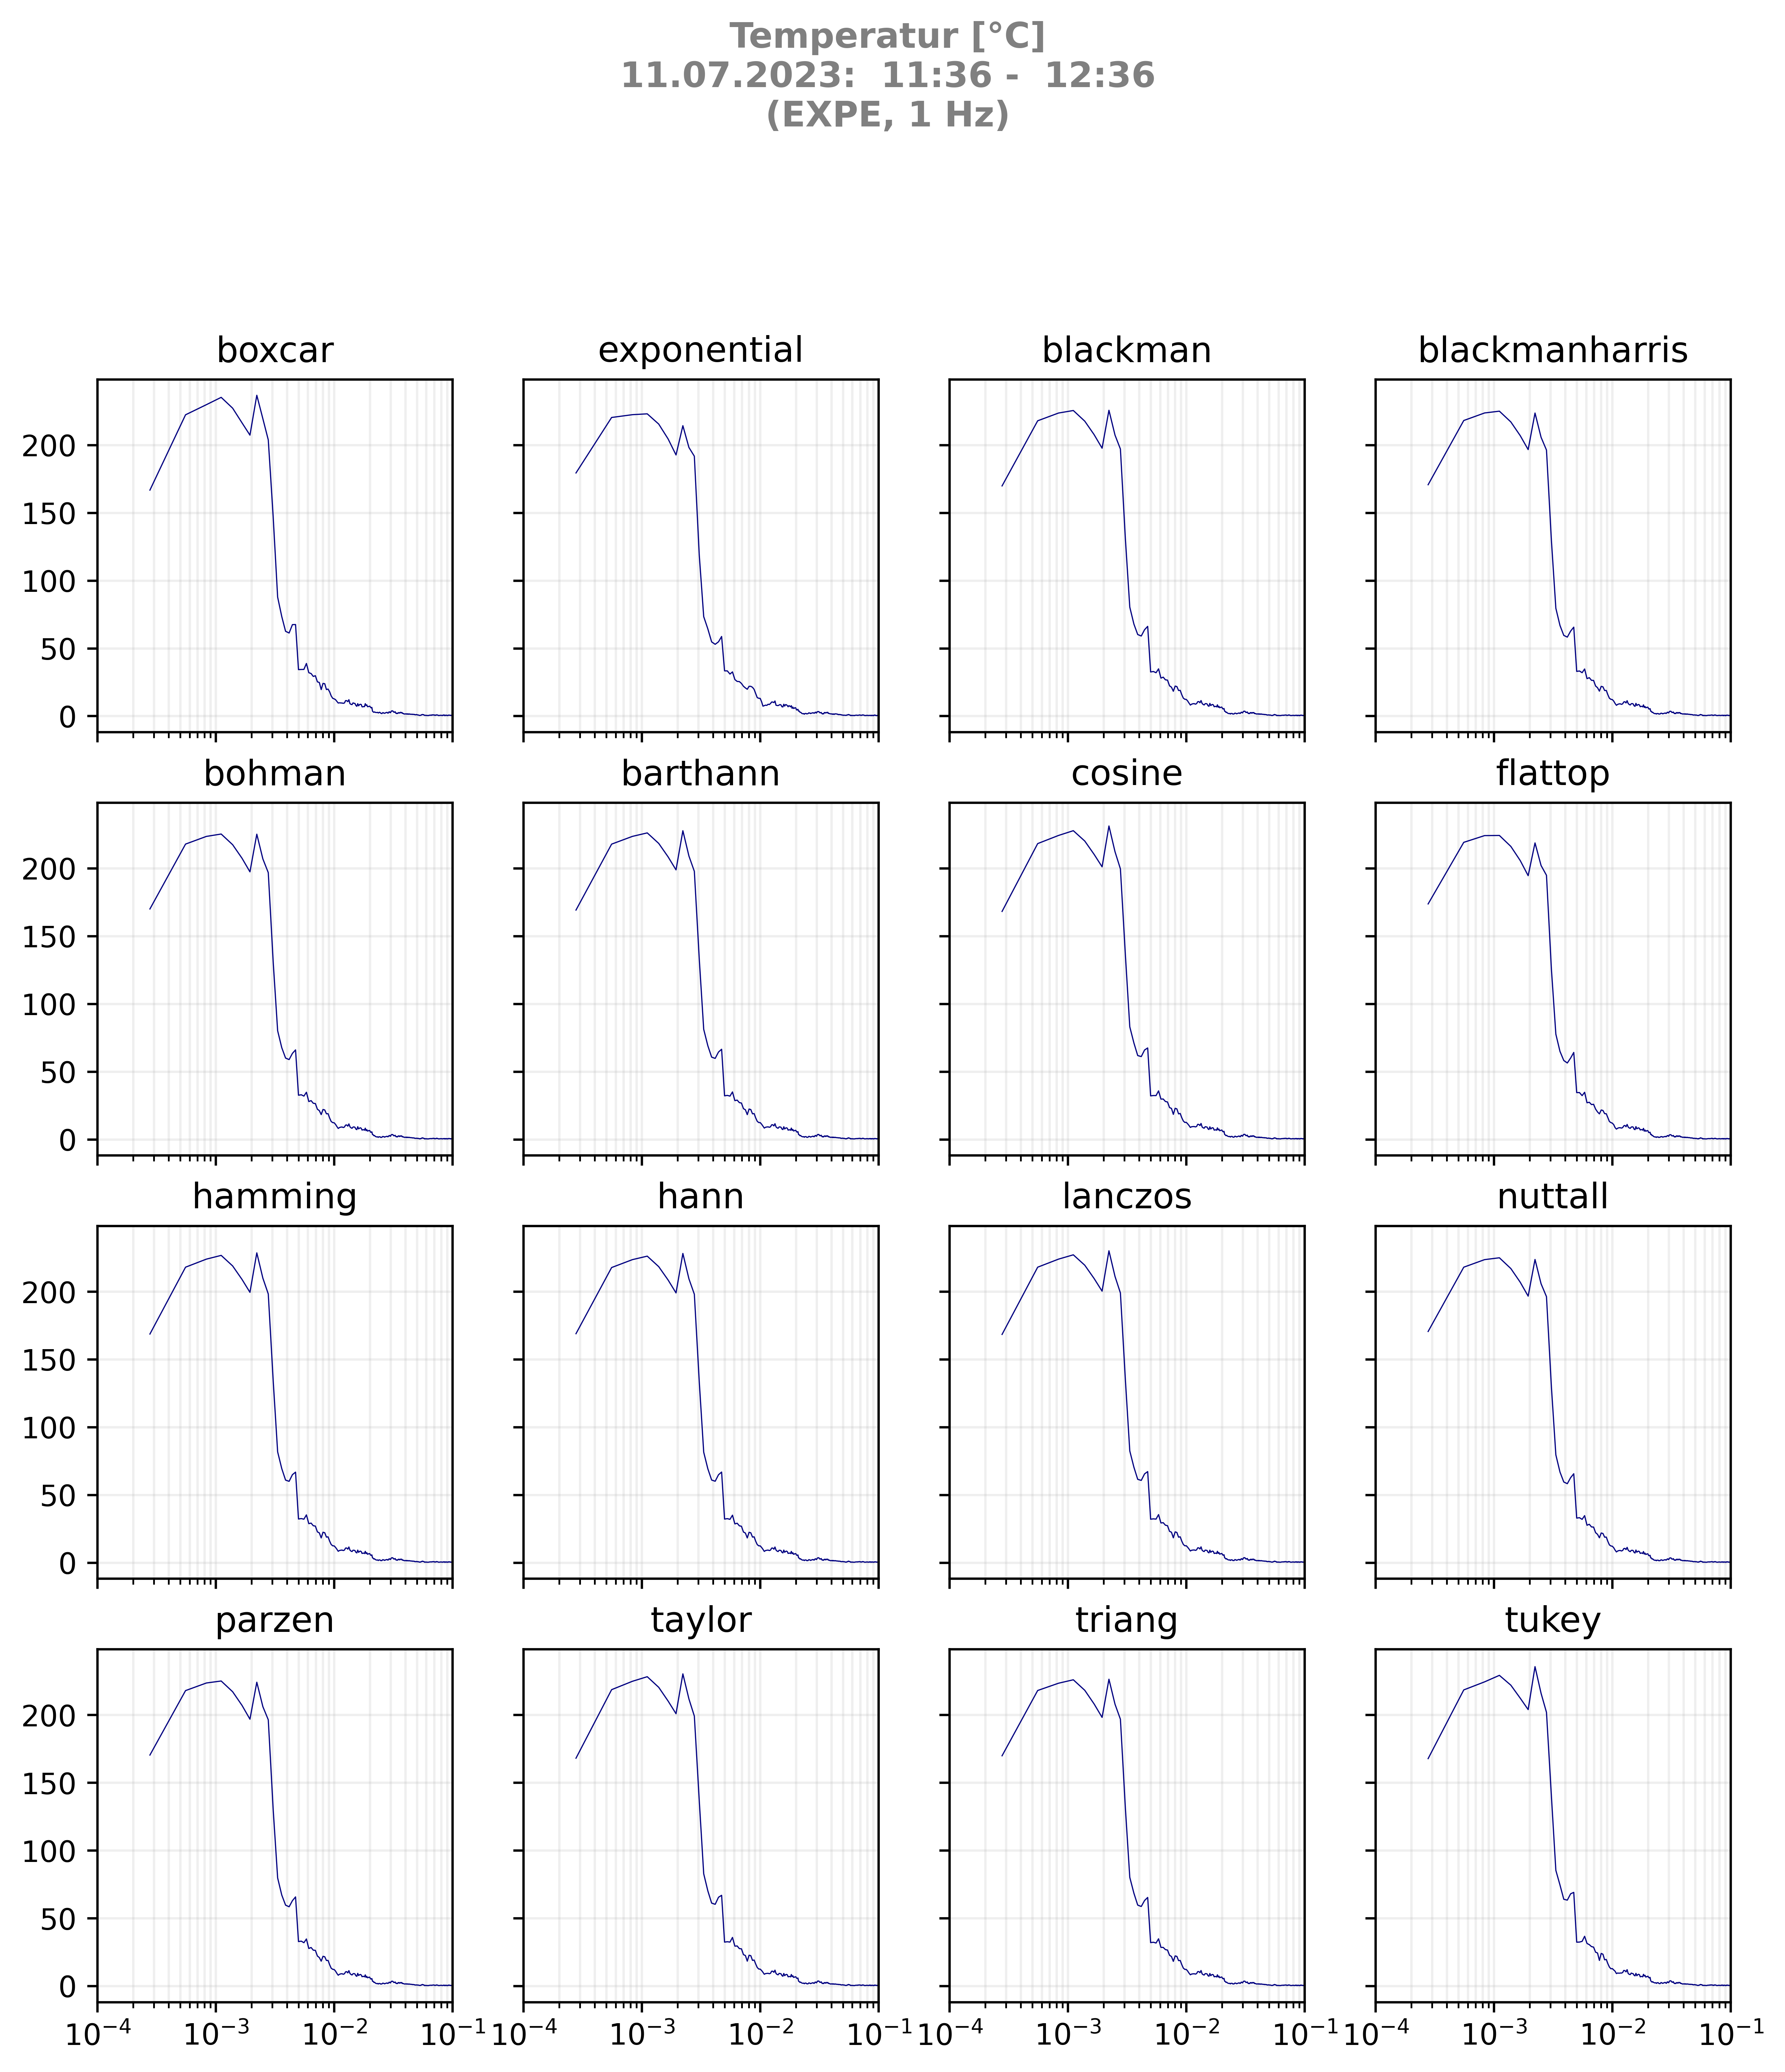 Temperatur [°C]
11.07.2023:  11:36 -  12:36
(EXPE, 1 Hz)
boxcar exponential blackman blackmanharris
200
150
100
50
0
bohman barthann cosine flattop
200
150
100
50
0
hamming hann lanczos nuttall
200
150
100
50
0
parzen taylor triang tukey
200
150
100
50
0
10⁻⁴ 10⁻³ 10⁻² 10⁻¹ 10⁻⁴ 10⁻³ 10⁻² 10⁻¹ 10⁻⁴ 10⁻³ 10⁻² 10⁻¹ 10⁻⁴ 10⁻³ 10⁻² 10⁻¹